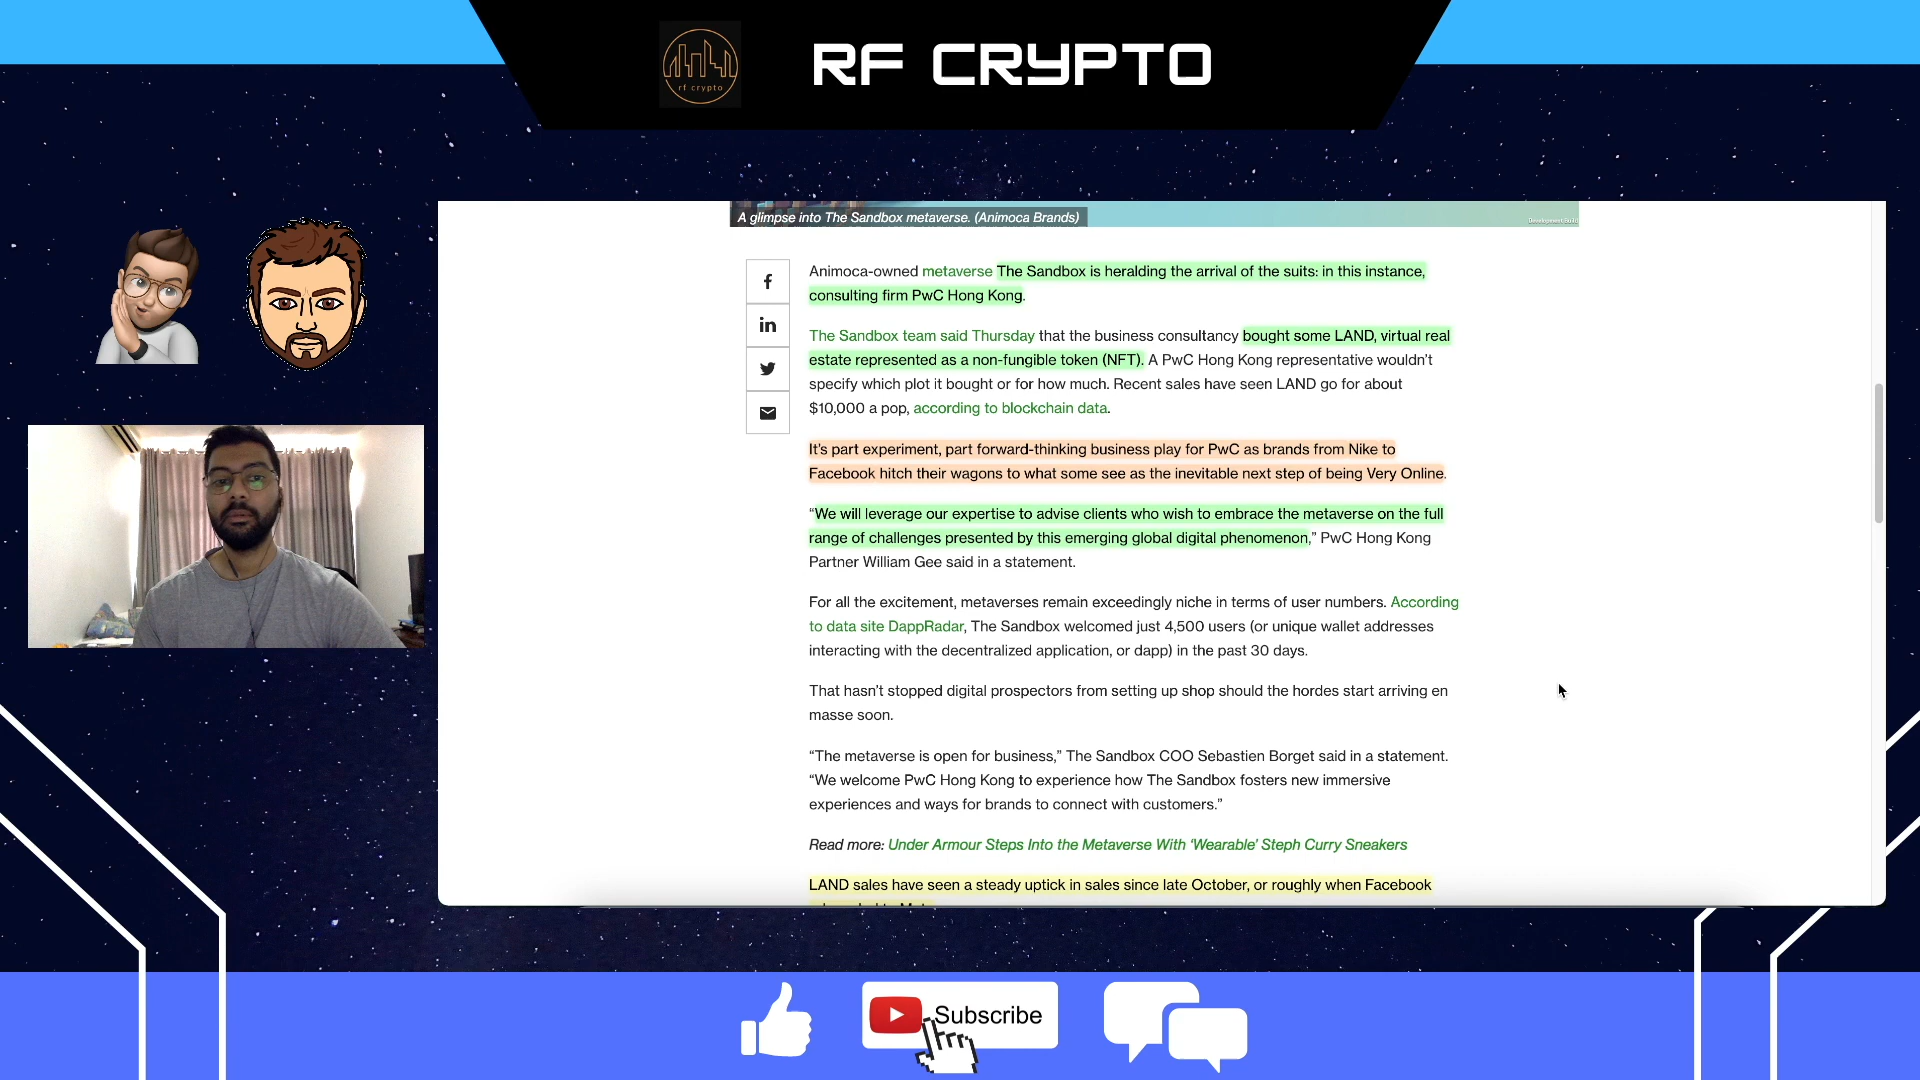 rf crypto
RF CRYPTO
A glimpse into The Sandbox metaverse. (Animoca Brands)
Development Build
Animoca-owned metaverse The Sandbox is heralding the arrival of the suits: in this instance,
consulting firm PwC Hong Kong.
The Sandbox team said Thursday that the business consultancy bought some LAND, virtual real
estate represented as a non-fungible token (NFT). A PwC Hong Kong representative wouldn’t
specify which plot it bought or for how much. Recent sales have seen LAND go for about
$10,000 a pop, according to blockchain data.
It’s part experiment, part forward-thinking business play for PwC as brands from Nike to
Facebook hitch their wagons to what some see as the inevitable next step of being Very Online.
“We will leverage our expertise to advise clients who wish to embrace the metaverse on the full
range of challenges presented by this emerging global digital phenomenon,” PwC Hong Kong
Partner William Gee said in a statement.
For all the excitement, metaverses remain exceedingly niche in terms of user numbers. According
to data site DappRadar, The Sandbox welcomed just 4,500 users (or unique wallet addresses
interacting with the decentralized application, or dapp) in the past 30 days.
That hasn’t stopped digital prospectors from setting up shop should the hordes start arriving en
masse soon.
“The metaverse is open for business,” The Sandbox COO Sebastien Borget said in a statement.
“We welcome PwC Hong Kong to experience how The Sandbox fosters new immersive
experiences and ways for brands to connect with customers.”
Read more: Under Armour Steps Into the Metaverse With ‘Wearable’ Steph Curry Sneakers
LAND sales have seen a steady uptick in sales since late October, or roughly when Facebook
Subscribe